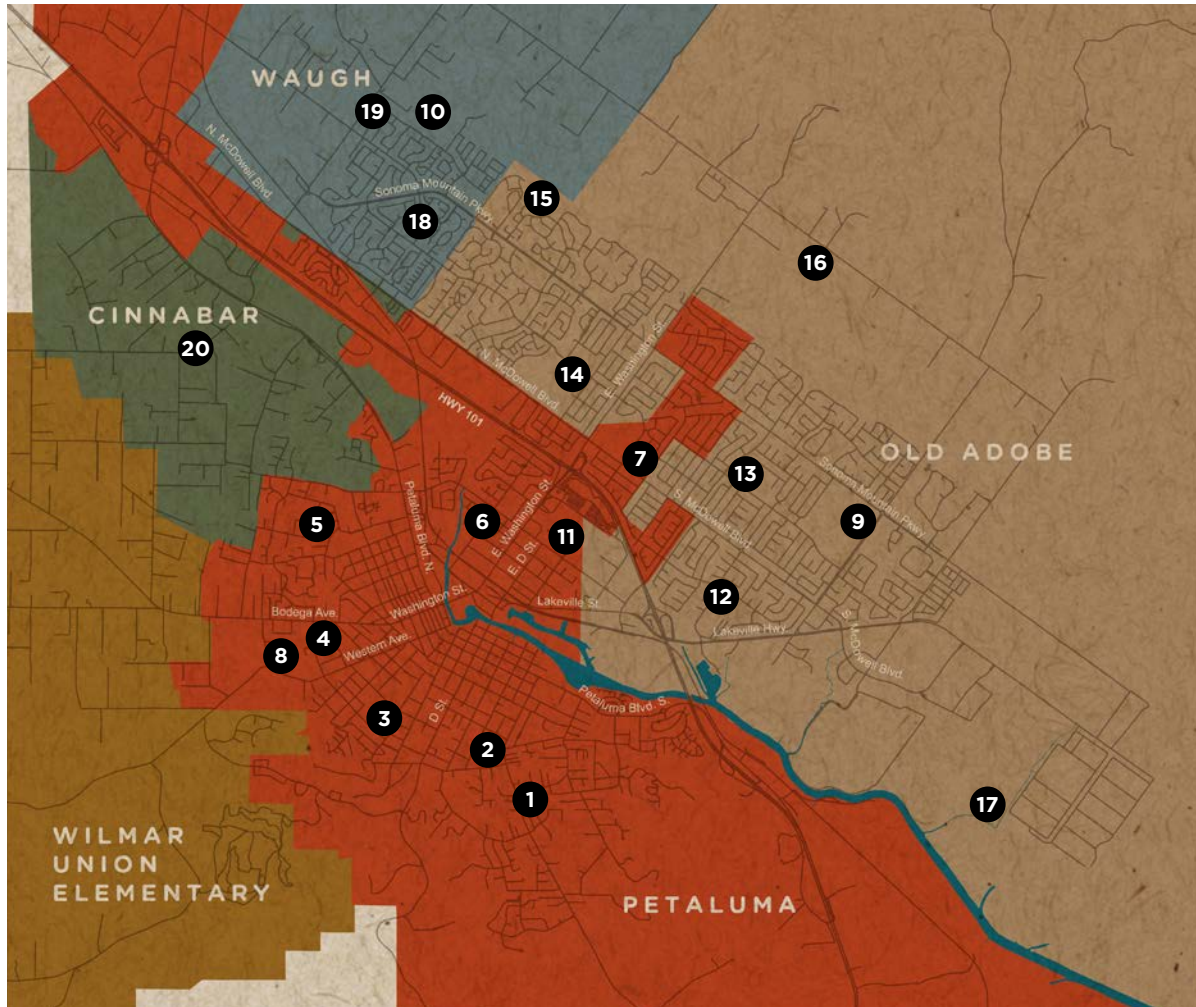 WAUGH
19
10
N. McDowell Blvd.
Sonoma Mountain Pkwy.
15
18
16
CINNABAR
20
N. McDowell Blvd.
14
E. Washington St.
HWY 101
7
13
OLD ADOBE
Sonoma Mountain Pkwy.
Petaluma Blvd. N.
5
6
E. Washington St.
11
E. D St.
S. McDowell Blvd.
9
12
Bodega Ave.
Washington St.
Lakeville St.
Lakeville Hwy.
4
8
Western Ave.
S. McDowell Blvd.
3
D St.
Petaluma Blvd. S.
2
1
17
WILMAR
UNION
ELEMENTARY
PETALUMA